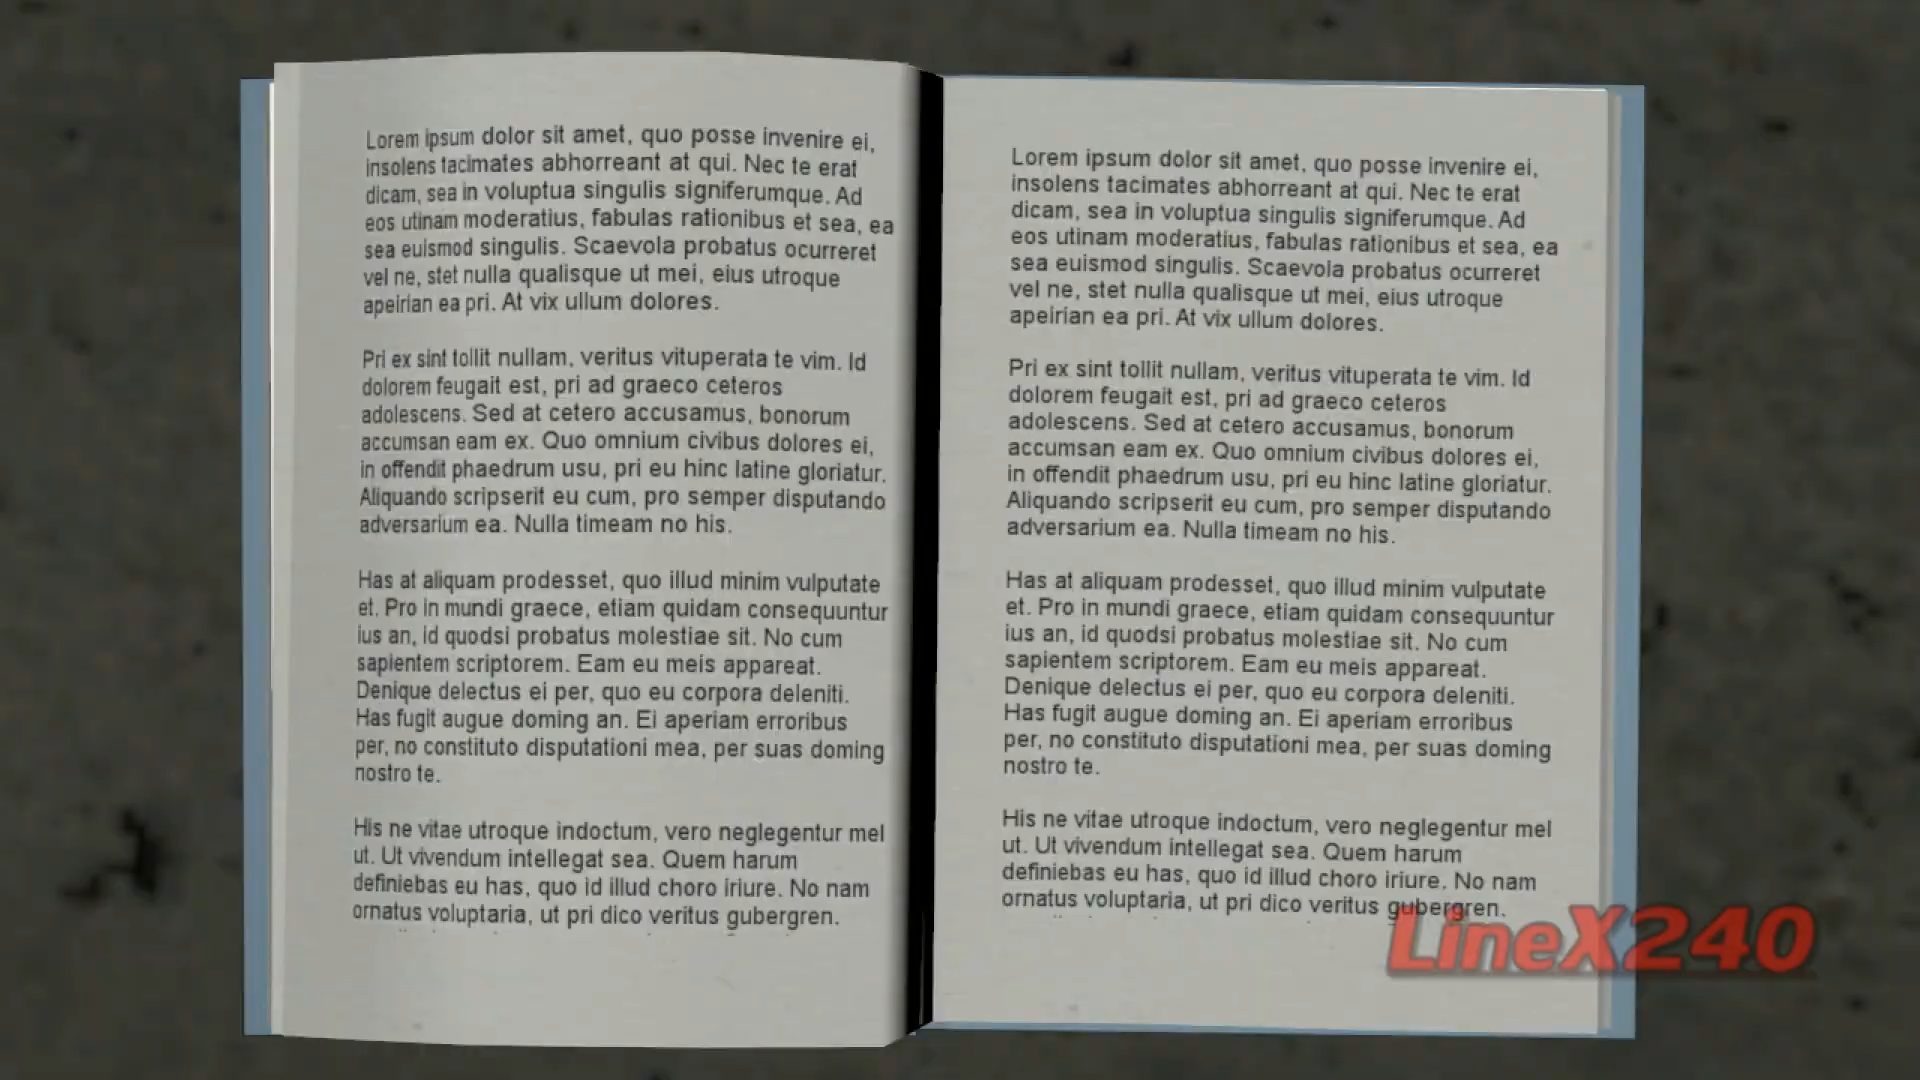 Lorem ipsum dolor sit amet, quo posse invenire ei,
insolens tacimates abhorreant at qui. Nec te erat
dicam, sea in voluptua singulis signiferumque. Ad
eos utinam moderatius, fabulas rationibus et sea, ea
sea euismod singulis. Scaevola probatus ocurreret
vel ne, stet nulla qualisque ut mei, eius utroque
apeirian ea pri. At vix ullum dolores.
Pri ex sint tollit nullam, veritus vituperata te vim. Id
dolorem feugait est, pri ad graeco ceteros
adolescens. Sed at cetero accusamus, bonorum
accumsan eam ex. Quo omnium civibus dolores ei,
in offendit phaedrum usu, pri eu hinc latine gloriatur.
Aliquando scripserit eu cum, pro semper disputando
adversarium ea. Nulla timeam no his.
Has at aliquam prodesset, quo illud minim vulputate
et. Pro in mundi graece, etiam quidam consequuntur
ius an, id quodsi probatus molestiae sit. No cum
sapientem scriptorem. Eam eu meis appareat.
Denique delectus ei per, quo eu corpora deleniti.
Has fugit augue doming an. Ei aperiam erroribus
per, no constituto disputationi mea, per suas doming
nostro te.
His ne vitae utroque indoctum, vero neglegentur mel
ut. Ut vivendum intellegat sea. Quem harum
definiebas eu has, quo id illud choro iriure. No nam
ornatus voluptaria, ut pri dico veritus gubergren.
Lorem ipsum dolor sit amet, quo posse invenire ei,
insolens tacimates abhorreant at qui. Nec te erat
dicam, sea in voluptua singulis signiferumque. Ad
eos utinam moderatius, fabulas rationibus et sea, ea
sea euismod singulis. Scaevola probatus ocurreret
vel ne, stet nulla qualisque ut mei, eius utroque
apeirian ea pri. At vix ullum dolores.
Pri ex sint tollit nullam, veritus vituperata te vim. Id
dolorem feugait est, pri ad graeco ceteros
adolescens. Sed at cetero accusamus, bonorum
accumsan eam ex. Quo omnium civibus dolores ei,
in offendit phaedrum usu, pri eu hinc latine gloriatur.
Aliquando scripserit eu cum, pro semper disputando
adversarium ea. Nulla timeam no his.
Has at aliquam prodesset, quo illud minim vulputate
et. Pro in mundi graece, etiam quidam consequuntur
ius an, id quodsi probatus molestiae sit. No cum
sapientem scriptorem. Eam eu meis appareat.
Denique delectus ei per, quo eu corpora deleniti.
Has fugit augue doming an. Ei aperiam erroribus
per, no constituto disputationi mea, per suas doming
nostro te.
His ne vitae utroque indoctum, vero neglegentur mel
ut. Ut vivendum intellegat sea. Quem harum
definiebas eu has, quo id illud choro iriure. No nam
ornatus voluptaria, ut pri dico veritus gubergren.
LineX240